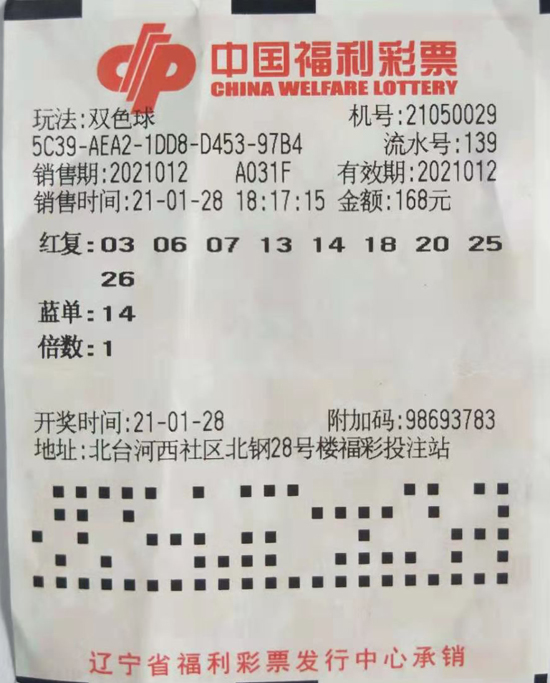 中国福利彩票
CHINA WELFARE LOTTERY
玩法:双色球 机号:21050029
5C39-AEA2-1DD8-D453-97B4 流水号:139
销售期:2021012 A031F 有效期:2021012
销售时间:21-01-28 18:17:15 金额:168元
红复:03 06 07 13 14 18 20 25
26
蓝单:14
倍数:1
开奖时间:21-01-28 附加码:98693783
地址:北台河西社区北钢28号楼福彩投注站
辽宁省福利彩票发行中心承销